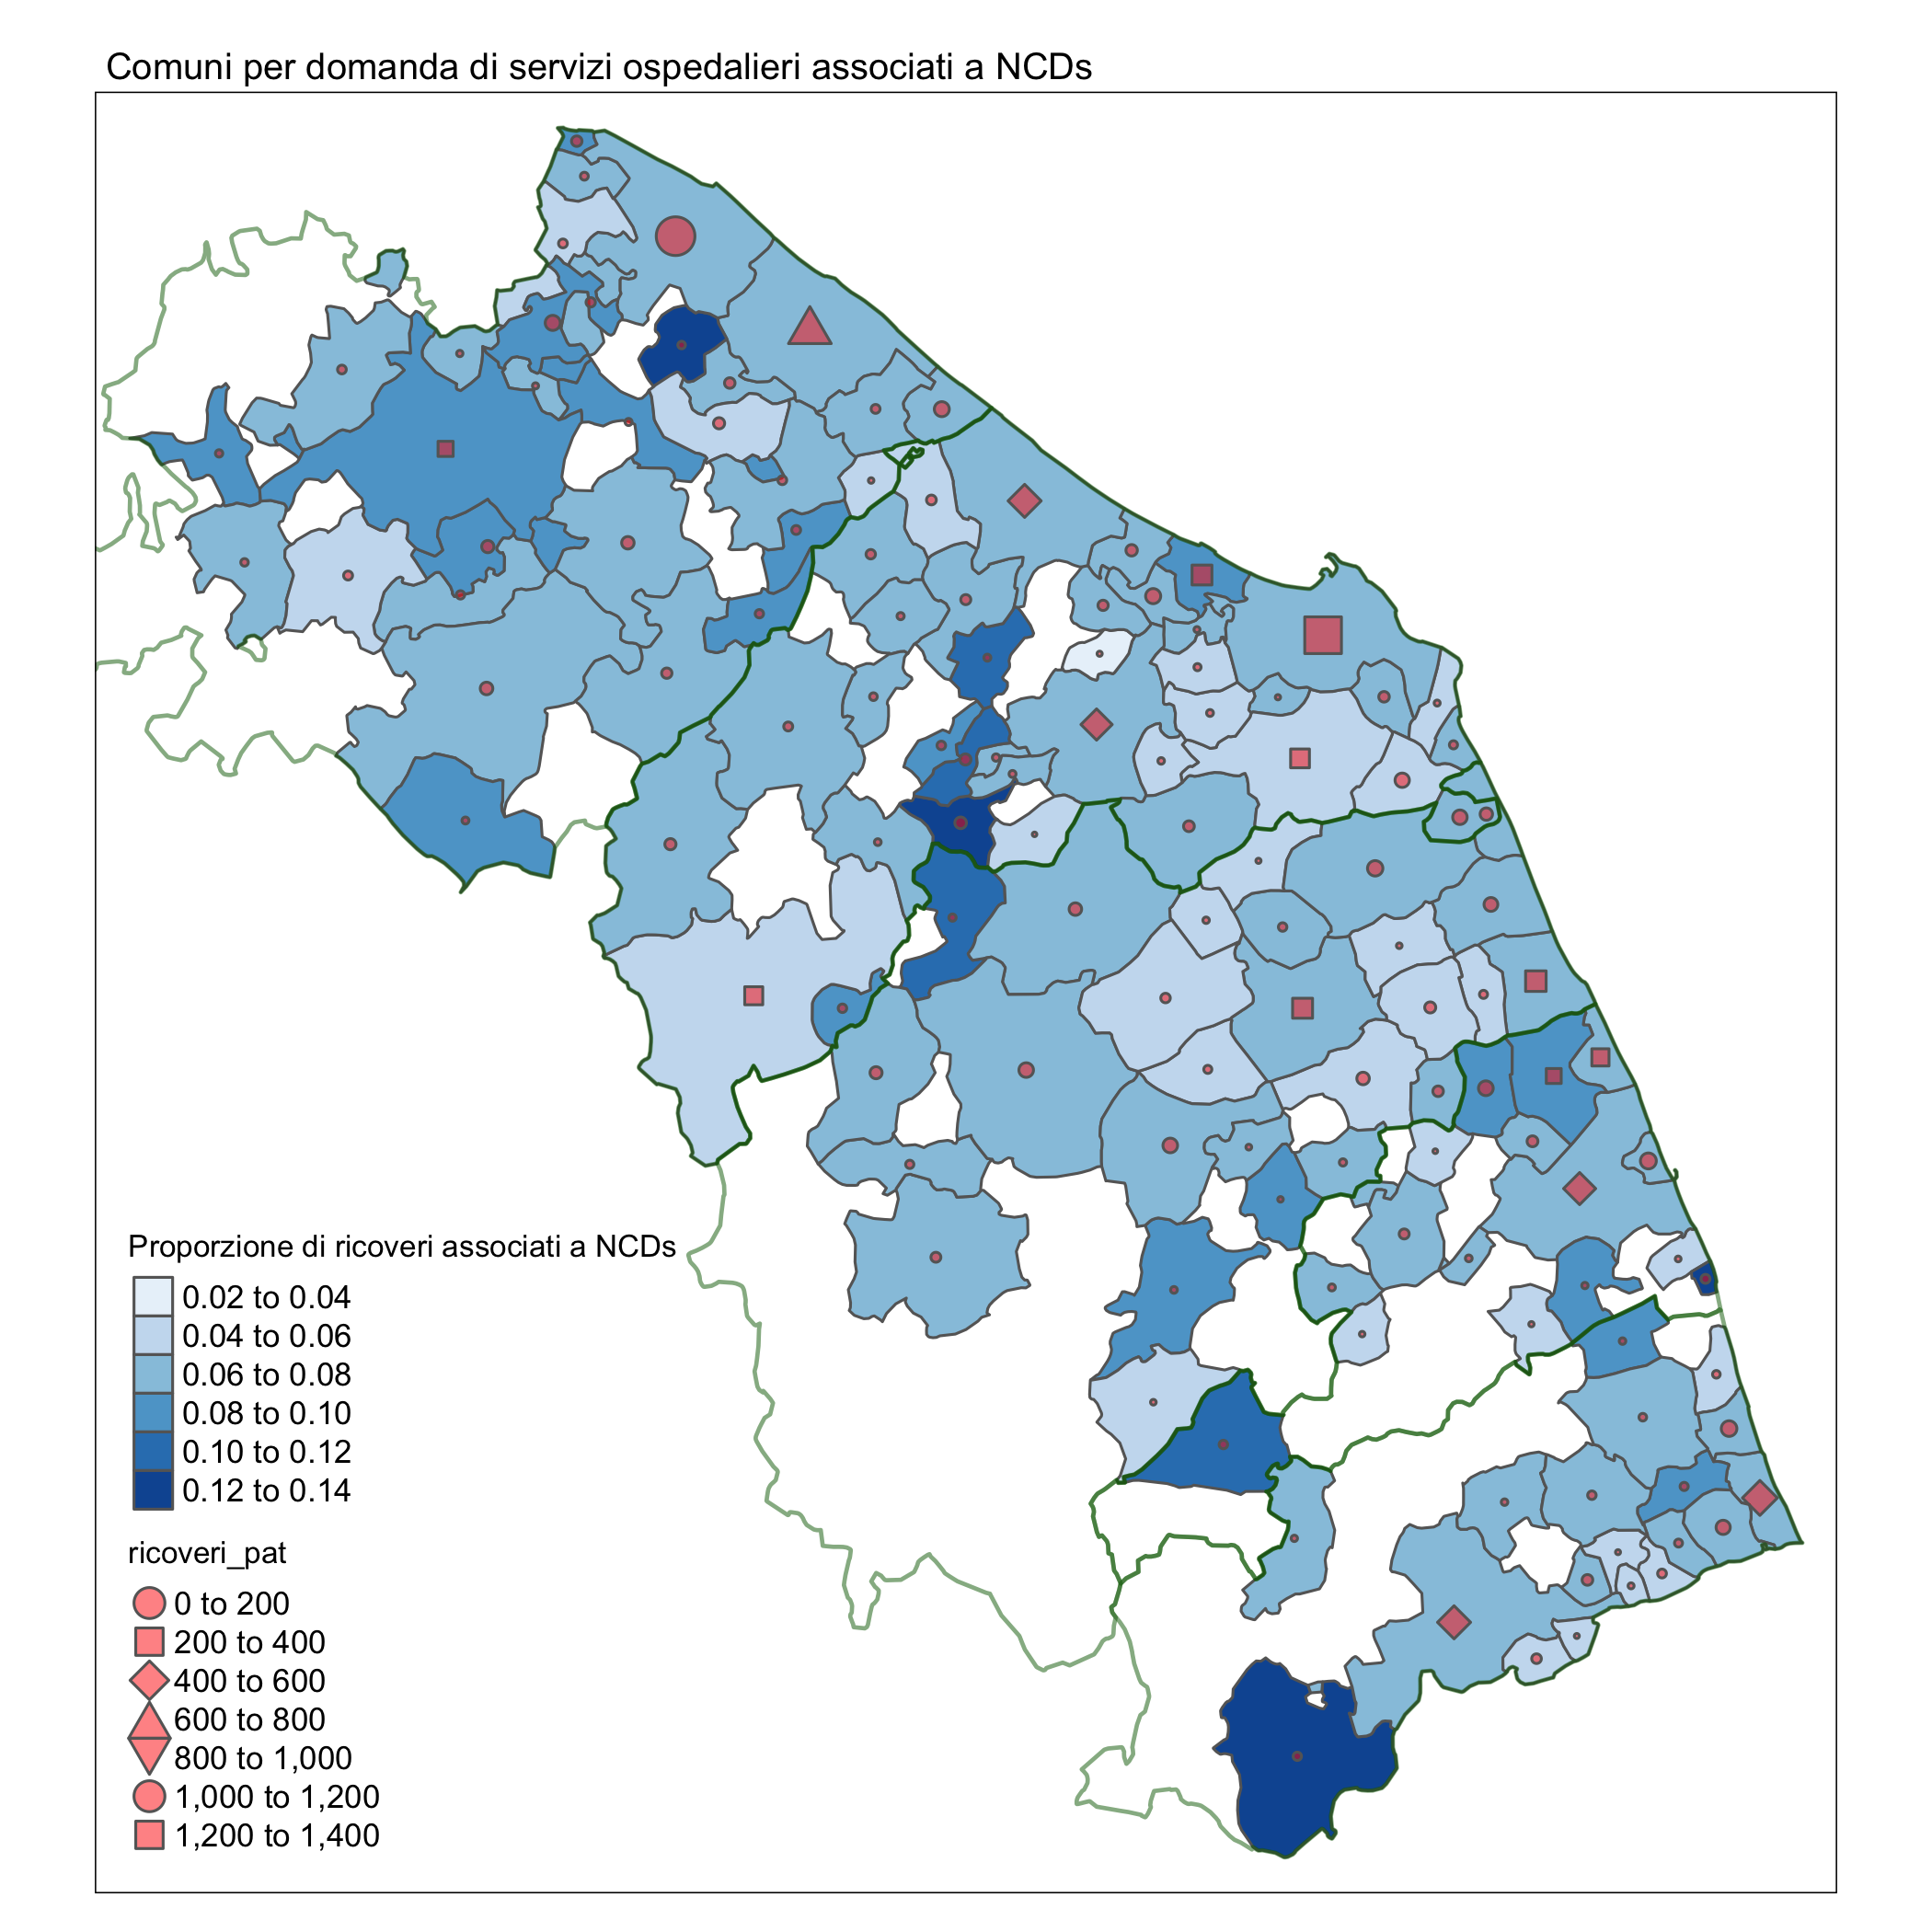 Comuni per domanda di servizi ospedalieri associati a NCDs
Proporzione di ricoveri associati a NCDs
0.02 to 0.04
0.04 to 0.06
0.06 to 0.08
0.08 to 0.10
0.10 to 0.12
0.12 to 0.14
ricoveri_pat
0 to 200
200 to 400
400 to 600
600 to 800
800 to 1,000
1,000 to 1,200
1,200 to 1,400